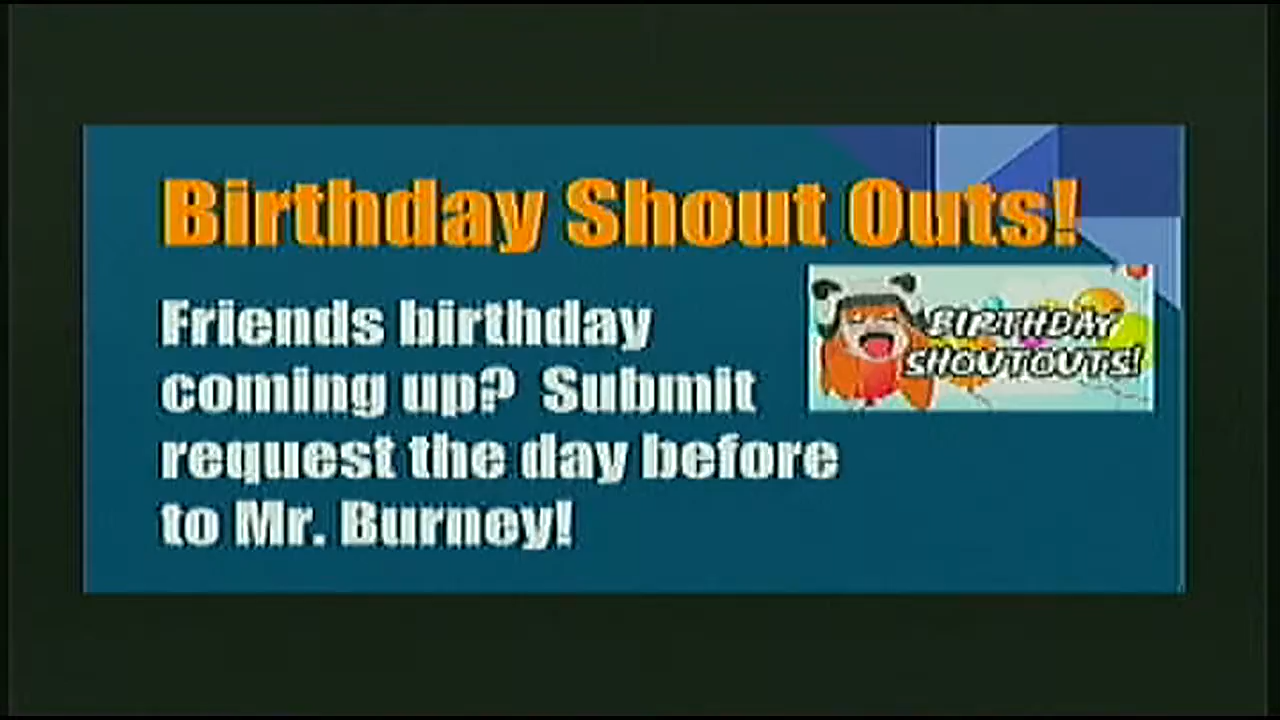 Birthday Shout Outs!
Friends birthday
coming up? Submit
request the day before
to Mr. Burney!
BIRTHDAY
SHOUTOUTS!